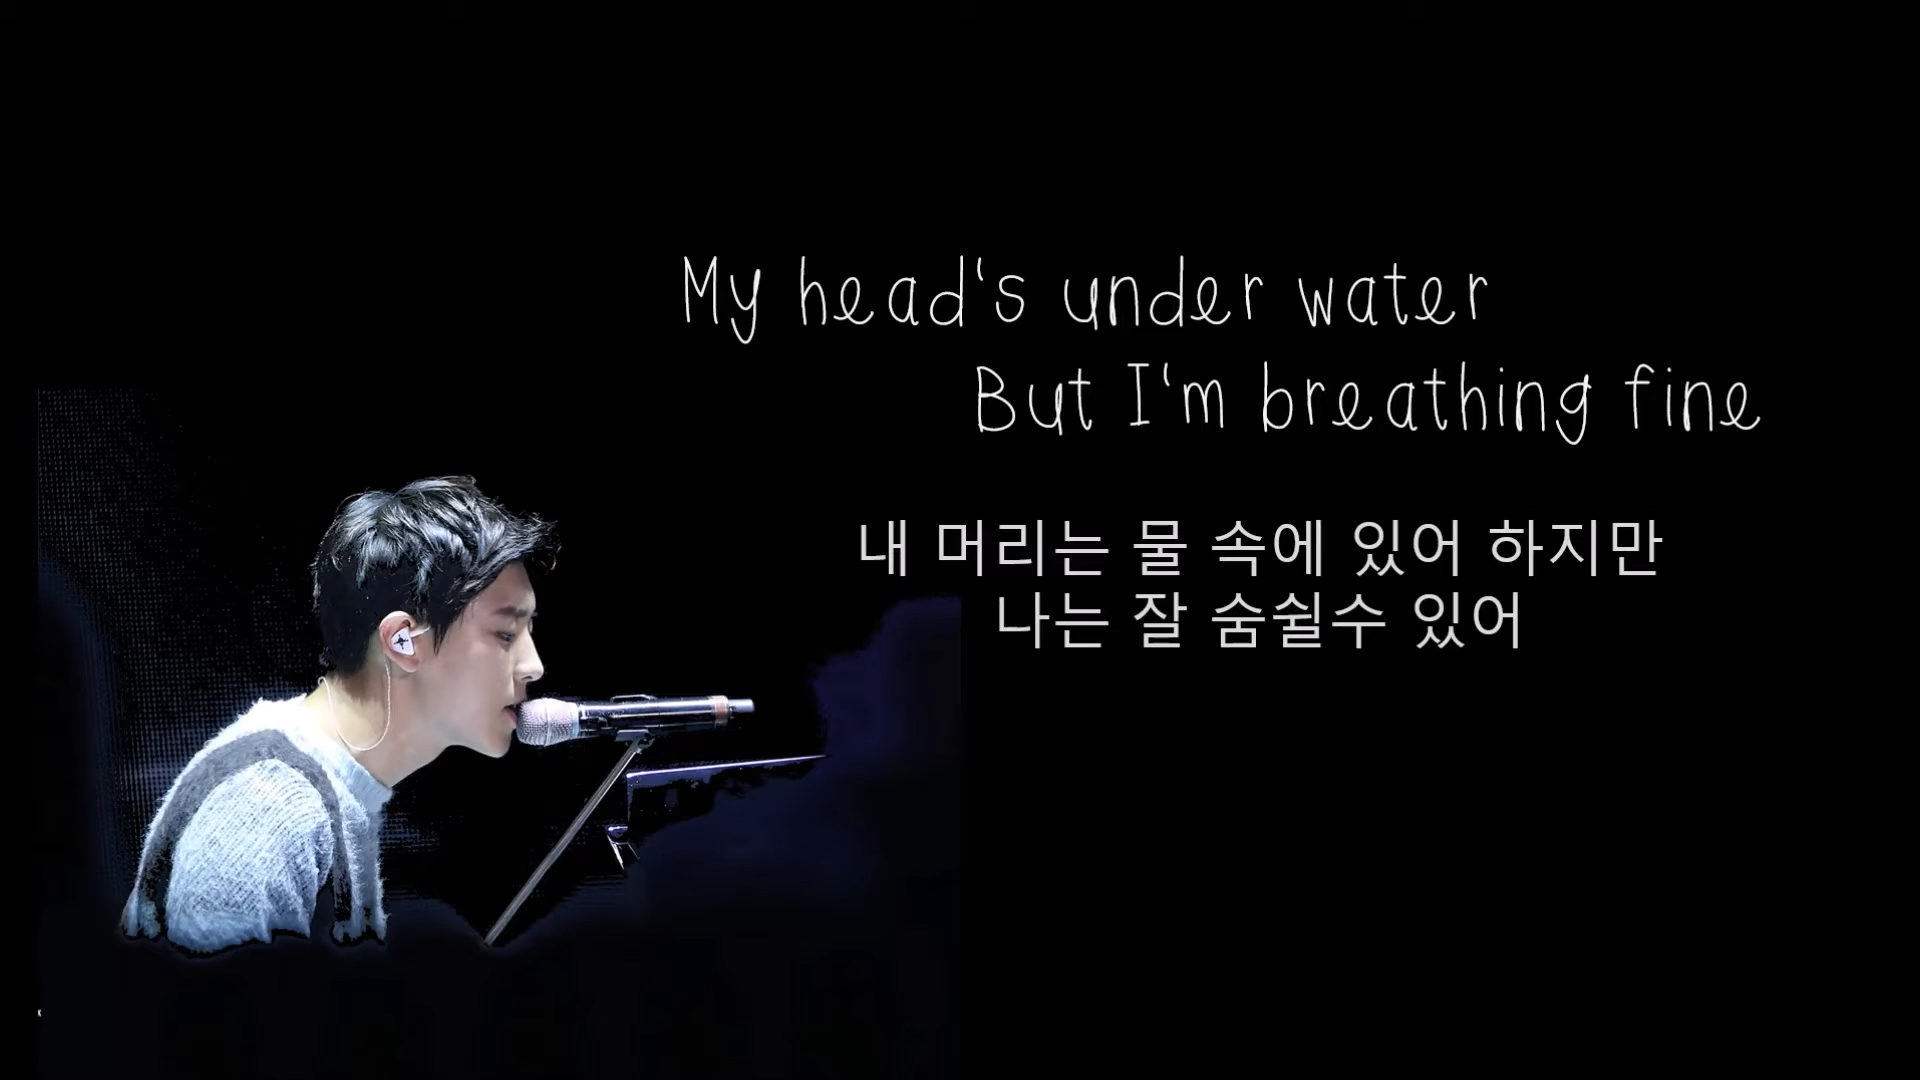 My head's under water
But I'm breathing fine
내 머리는 물 속에 있어 하지만
나는 잘 숨쉴수 있어